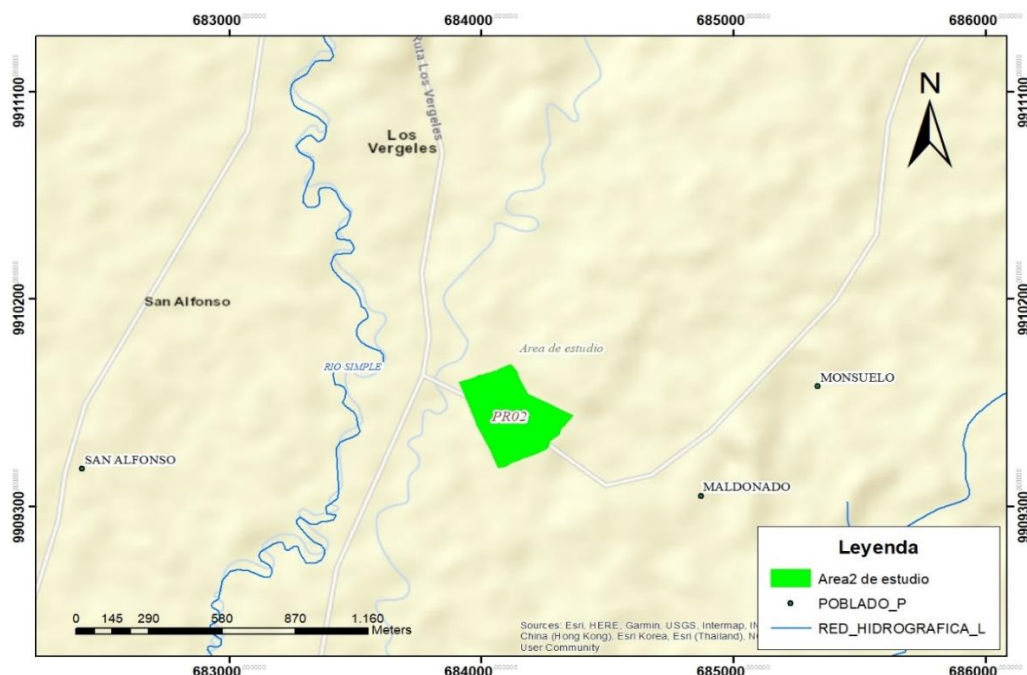 683000 684000 685000 686000
9911100 9911100
N
Ruta Los Vergeles
Los
Vergeles
9910200 9910200
San Alfonso
Area de estudio
RIO SIMPLE
MONSUELO
PR02
SAN ALFONSO
MALDONADO
9909300 9909300
Leyenda
Area2 de estudio
POBLADO_P
RED_HIDROGRAFICA_L
0 145 290 580 870 1.160
Meters
Sources: Esri, HERE, Garmin, USGS, Intermap,
China (Hong Kong), Esri Korea, Esri (Thailand),
User Community
683000 684000 685000 686000